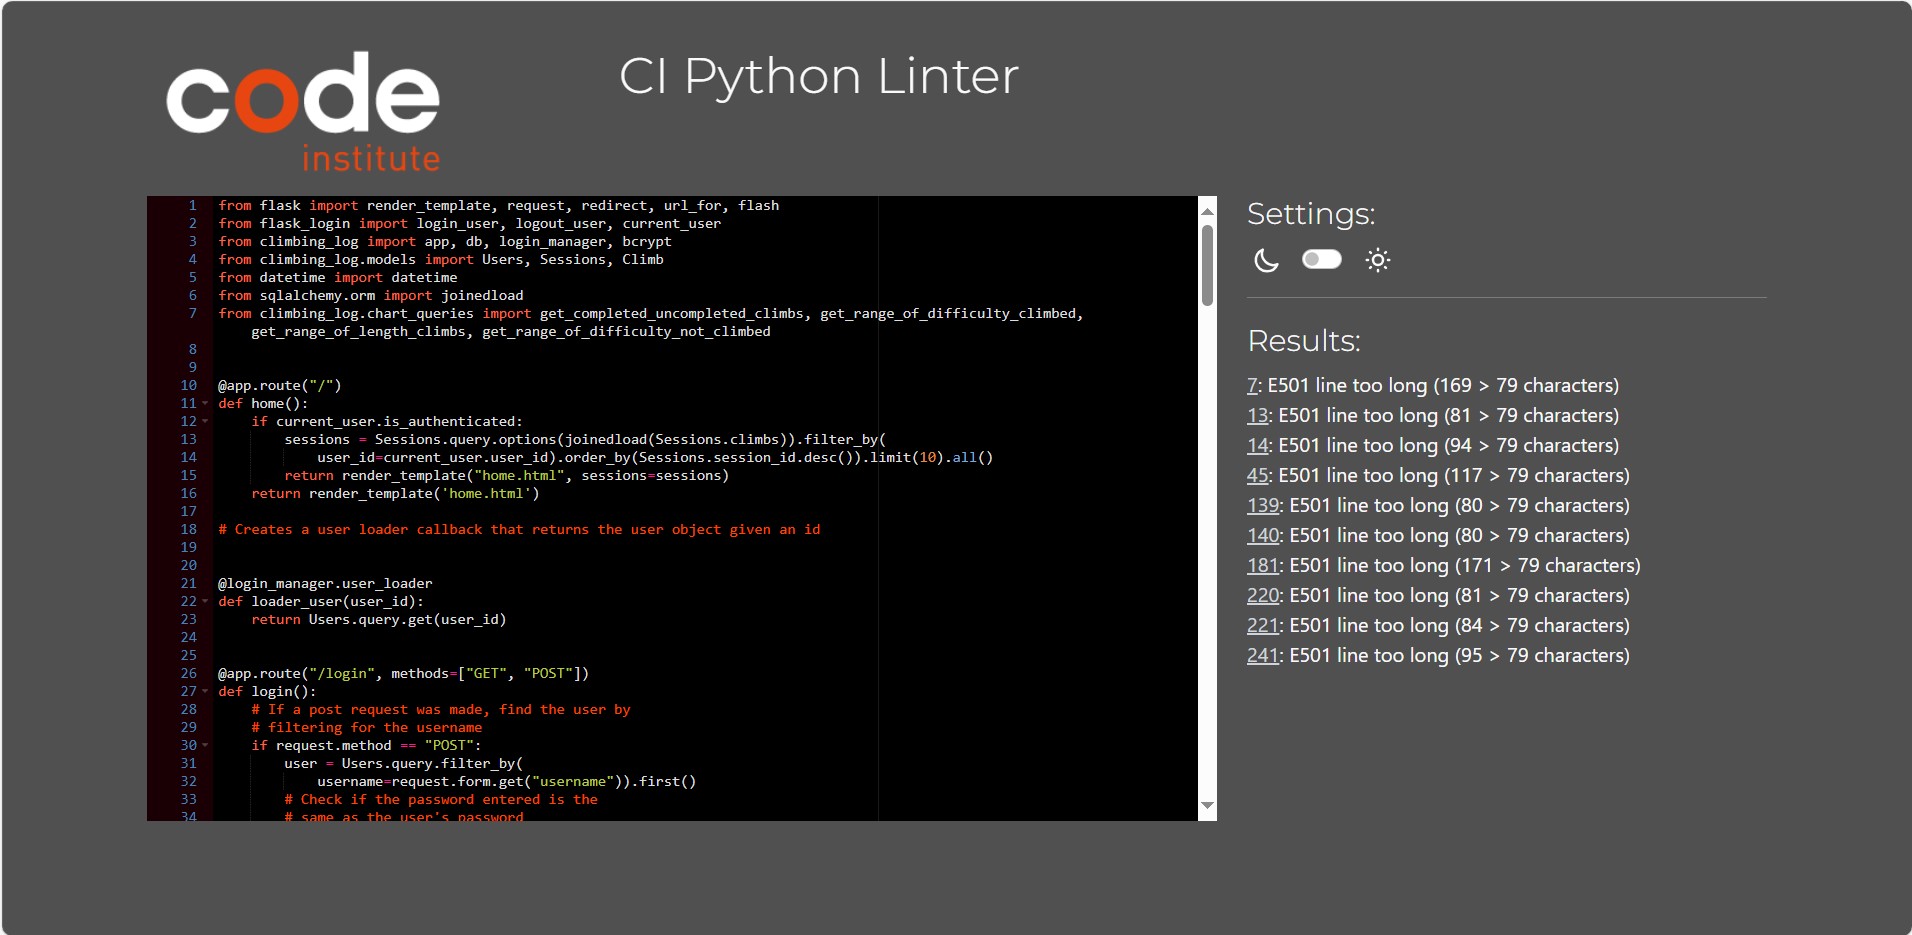 code
institute
CI Python Linter
1 from flask import render_template, request, redirect, url_for, flash
2 from flask_login import login_user, logout_user, current_user
3 from climbing_log import app, db, login_manager, bcrypt
4 from climbing_log.models import Users, Sessions, Climb
5 from datetime import datetime
6 from sqlalchemy.orm import joinedload
7 from climbing_log.chart_queries import get_completed_uncompleted_climbs, get_range_of_difficulty_climbed,
get_range_of_length_climbs, get_range_of_difficulty_not_climbed
8
9
10 @app.route("/")
11 def home():
12     if current_user.is_authenticated:
13         sessions = Sessions.query.options(joinedload(Sessions.climbs)).filter_by(
14             user_id=current_user.user_id).order_by(Sessions.session_id.desc()).limit(10).all()
15         return render_template("home.html", sessions=sessions)
16     return render_template('home.html')
17
18 # Creates a user loader callback that returns the user object given an id
19
20
21 @login_manager.user_loader
22 def loader_user(user_id):
23     return Users.query.get(user_id)
24
25
26 @app.route("/login", methods=["GET", "POST"])
27 def login():
28     # If a post request was made, find the user by
29     # filtering for the username
30     if request.method == "POST":
31         user = Users.query.filter_by(
32             username=request.form.get("username")).first()
33         # Check if the password entered is the
34         # same as the user's password
Settings:
Results:
7: E501 line too long (169 > 79 characters)
13: E501 line too long (81 > 79 characters)
14: E501 line too long (94 > 79 characters)
45: E501 line too long (117 > 79 characters)
139: E501 line too long (80 > 79 characters)
140: E501 line too long (80 > 79 characters)
181: E501 line too long (171 > 79 characters)
220: E501 line too long (81 > 79 characters)
221: E501 line too long (84 > 79 characters)
241: E501 line too long (95 > 79 characters)